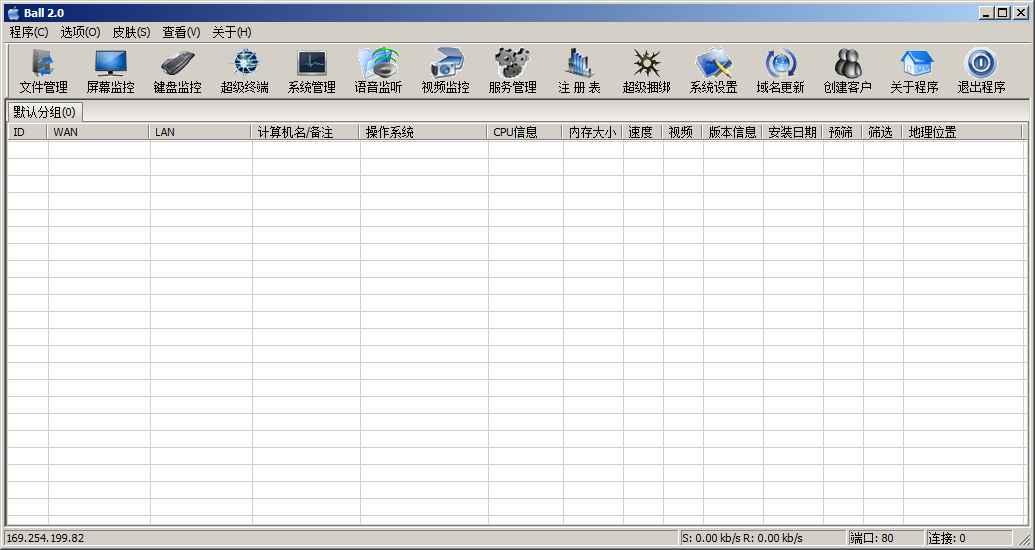 Ball 2.0
程序(C) 选项(O) 皮肤(S) 查看(V) 关于(H)
文件管理 屏幕监控 键盘监控 超级终端 系统管理 语音监听 视频监控 服务管理 注 册 表 超级捆绑 系统设置 域名更新 创建客户 关于程序 退出程序
默认分组(0)
ID WAN LAN 计算机名/备注 操作系统 CPU信息 内存大小 速度 视频 版本信息 安装日期 预筛 筛选 地理位置
169.254.199.82 S: 0.00 kb/s R: 0.00 kb/s 端口: 80 连接: 0